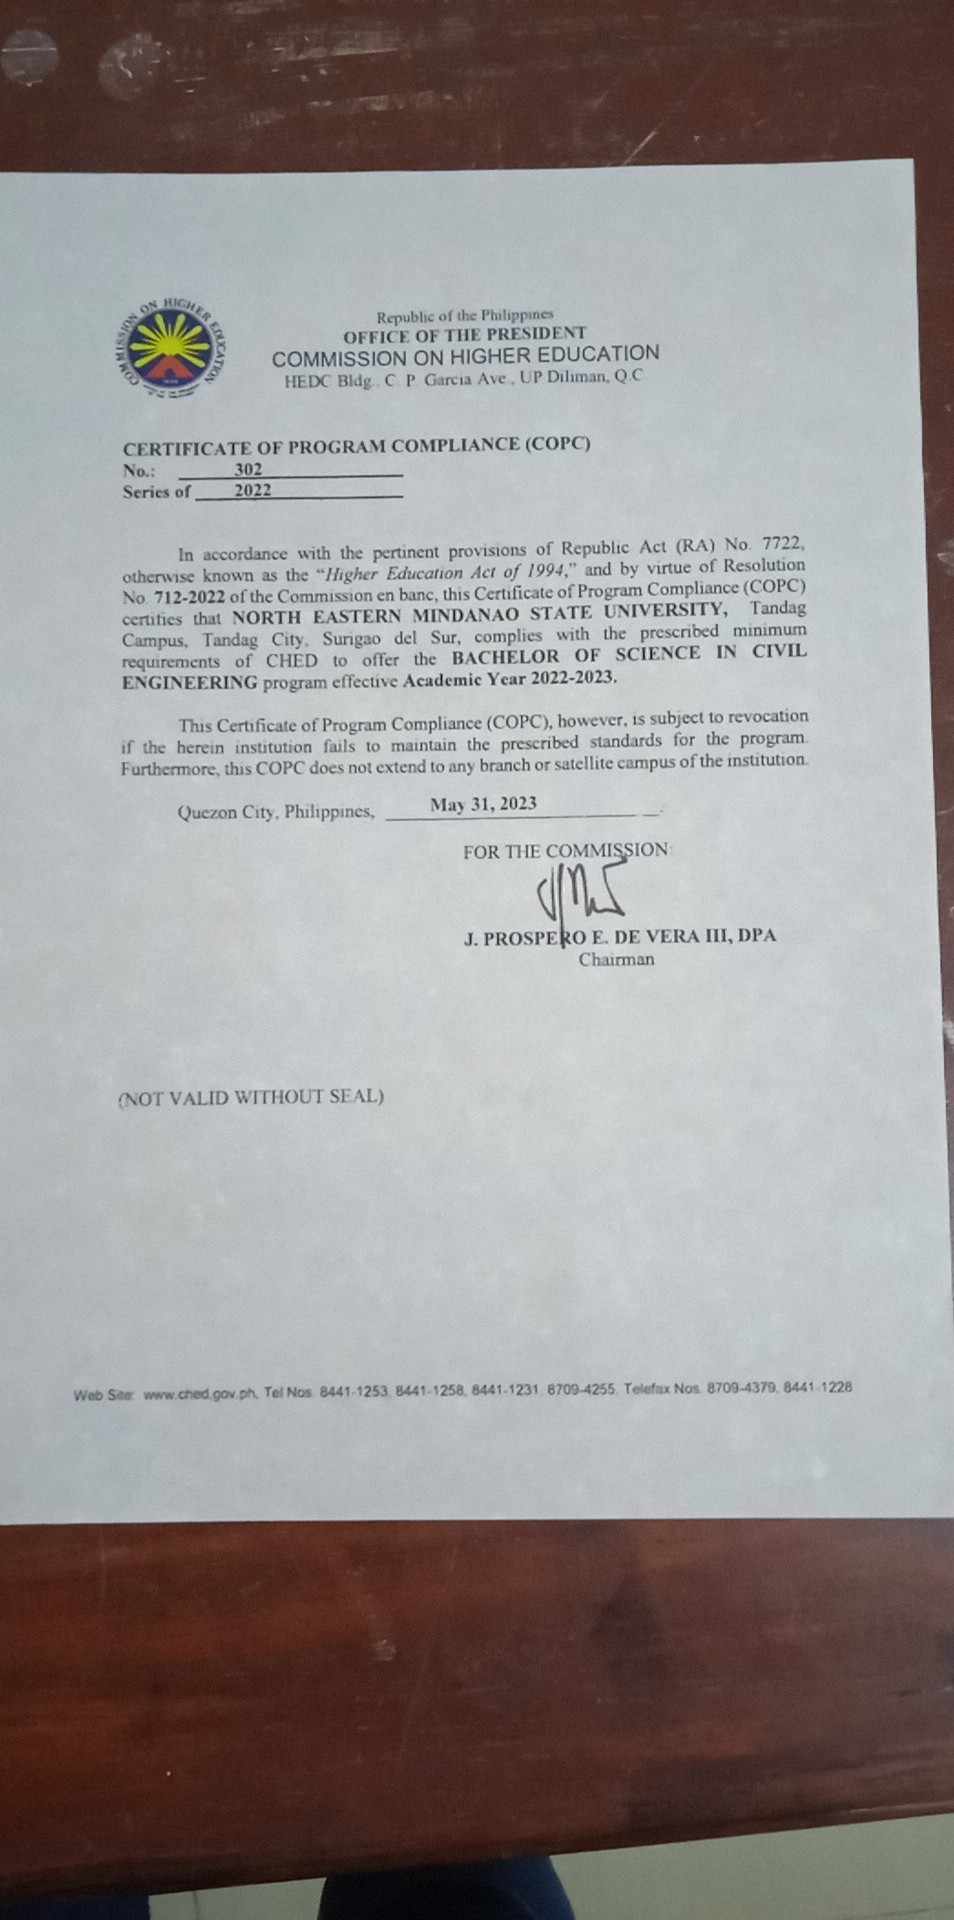 COMMISSION ON HIGHER EDUCATION
Republic of the Philippines
OFFICE OF THE PRESIDENT
COMMISSION ON HIGHER EDUCATION
HEDC Bldg., C. P. Garcia Ave., UP Diliman, Q.C
CERTIFICATE OF PROGRAM COMPLIANCE (COPC)
No.: 302
Series of 2022
In accordance with the pertinent provisions of Republic Act (RA) No. 7722,
otherwise known as the “Higher Education Act of 1994,” and by virtue of Resolution
No. 712-2022 of the Commission en banc, this Certificate of Program Compliance (COPC)
certifies that NORTH EASTERN MINDANAO STATE UNIVERSITY, Tandag
Campus, Tandag City, Surigao del Sur, complies with the prescribed minimum
requirements of CHED to offer the BACHELOR OF SCIENCE IN CIVIL
ENGINEERING program effective Academic Year 2022-2023.
This Certificate of Program Compliance (COPC), however, is subject to revocation
if the herein institution fails to maintain the prescribed standards for the program.
Furthermore, this COPC does not extend to any branch or satellite campus of the institution.
Quezon City, Philippines, May 31, 2023.
FOR THE COMMISSION:
J. PROSPERO E. DE VERA III, DPA
Chairman
(NOT VALID WITHOUT SEAL)
Web Site: www.ched.gov.ph, Tel Nos. 8441-1253, 8441-1258, 8441-1231, 8709-4255, Telefax Nos. 8709-4379, 8441-1228